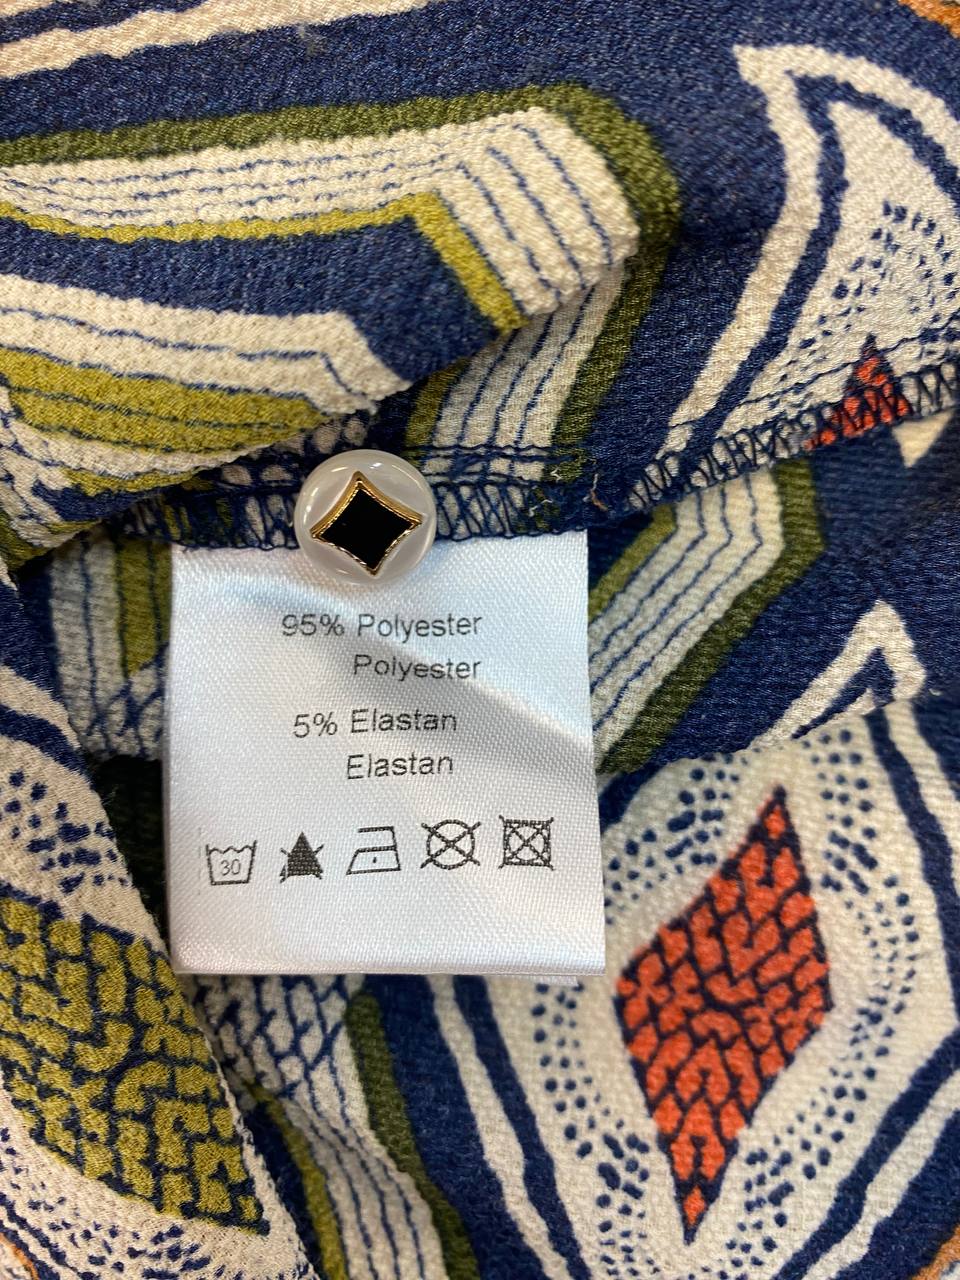 95% Polyester
Polyester
5% Elastan
Elastan
30